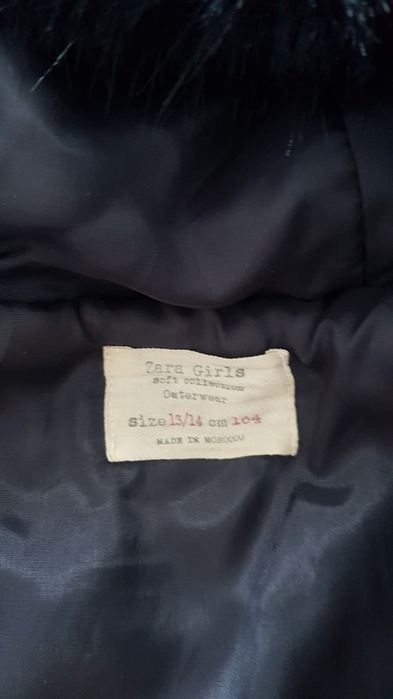 Zara Girls
soft collection
Outerwear
size 13/14 cm 164
MADE IN MOROCCO